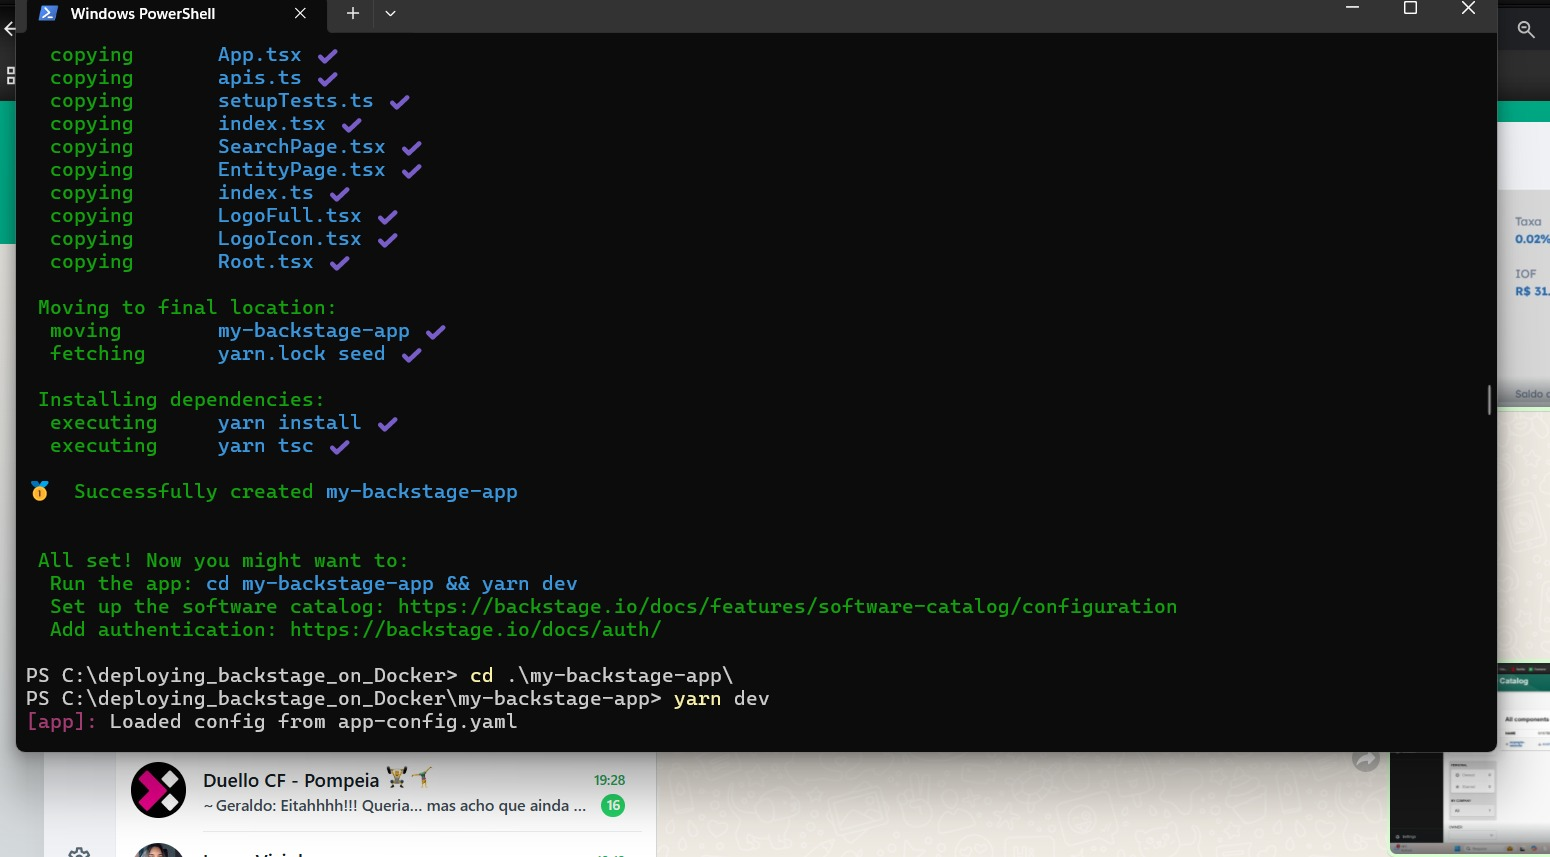 Windows PowerShell
copying App.tsx
copying apis.ts
copying setupTests.ts
copying index.tsx
copying SearchPage.tsx
copying EntityPage.tsx
copying index.ts
copying LogoFull.tsx
copying LogoIcon.tsx
copying Root.tsx
Moving to final location:
moving my-backstage-app
fetching yarn.lock seed
Installing dependencies:
executing yarn install
executing yarn tsc
Successfully created my-backstage-app
All set! Now you might want to:
Run the app: cd my-backstage-app && yarn dev
Set up the software catalog: https://backstage.io/docs/features/software-catalog/configuration
Add authentication: https://backstage.io/docs/auth/
PS C:\deploying_backstage_on_Docker> cd .\my-backstage-app\
PS C:\deploying_backstage_on_Docker\my-backstage-app> yarn dev
[app]: Loaded config from app-config.yaml
Taxa
0.02%
IOF
R$ 31.
Saldo
Catalog
All components
Duello CF - Pompeia 🏋️🤸 19:28
~ Geraldo: Eitahhhh!!! Queria... mas acho que ainda ... 16